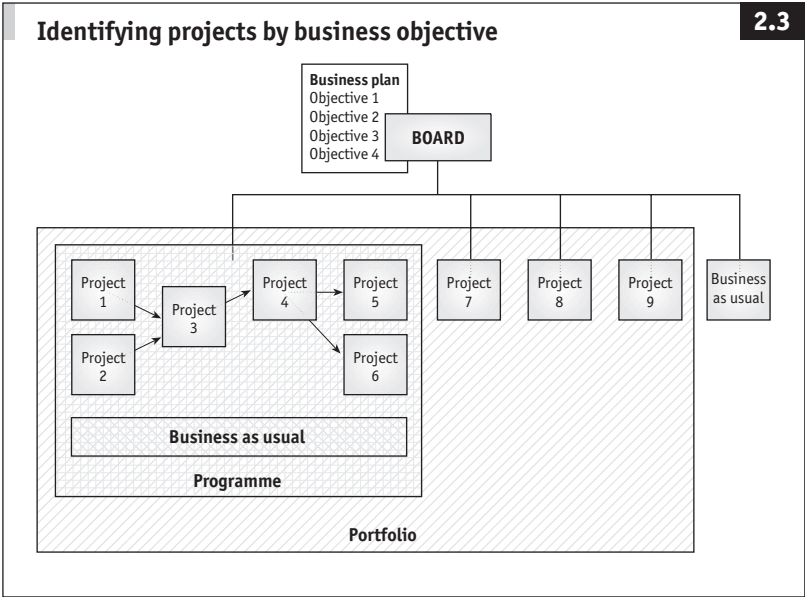 Identifying projects by business objective
2.3
Business plan
Objective 1
Objective 2
Objective 3
Objective 4
BOARD
Project
1
Project
2
Project
3
Project
4
Project
5
Project
6
Project
7
Project
8
Project
9
Business
as usual
Business as usual
Programme
Portfolio